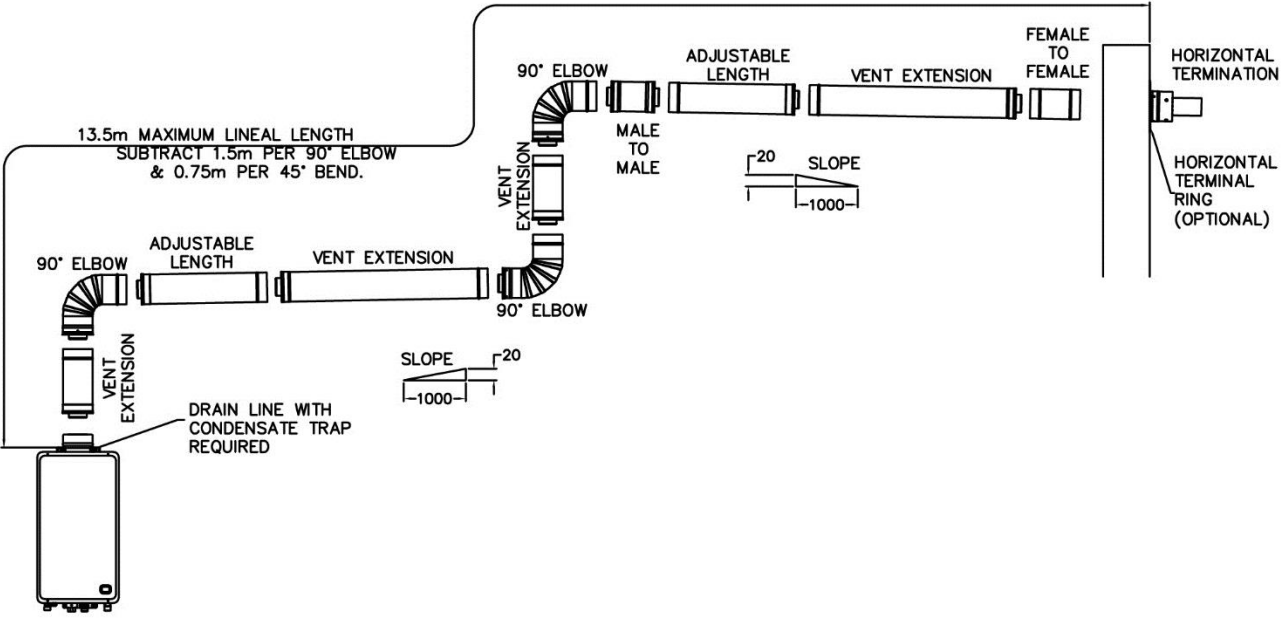 FEMALE
TO
FEMALE
HORIZONTAL
TERMINATION
90° ELBOW
ADJUSTABLE
LENGTH
VENT EXTENSION
MALE
TO
MALE
20
SLOPE
1000
HORIZONTAL
TERMINAL
RING
(OPTIONAL)
13.5m MAXIMUM LINEAL LENGTH
SUBTRACT 1.5m PER 90° ELBOW
& 0.75m PER 45° BEND.
VENT
EXTENSION
90° ELBOW
ADJUSTABLE
LENGTH
VENT EXTENSION
90° ELBOW
VENT
EXTENSION
SLOPE
20
1000
DRAIN LINE WITH
CONDENSATE TRAP
REQUIRED